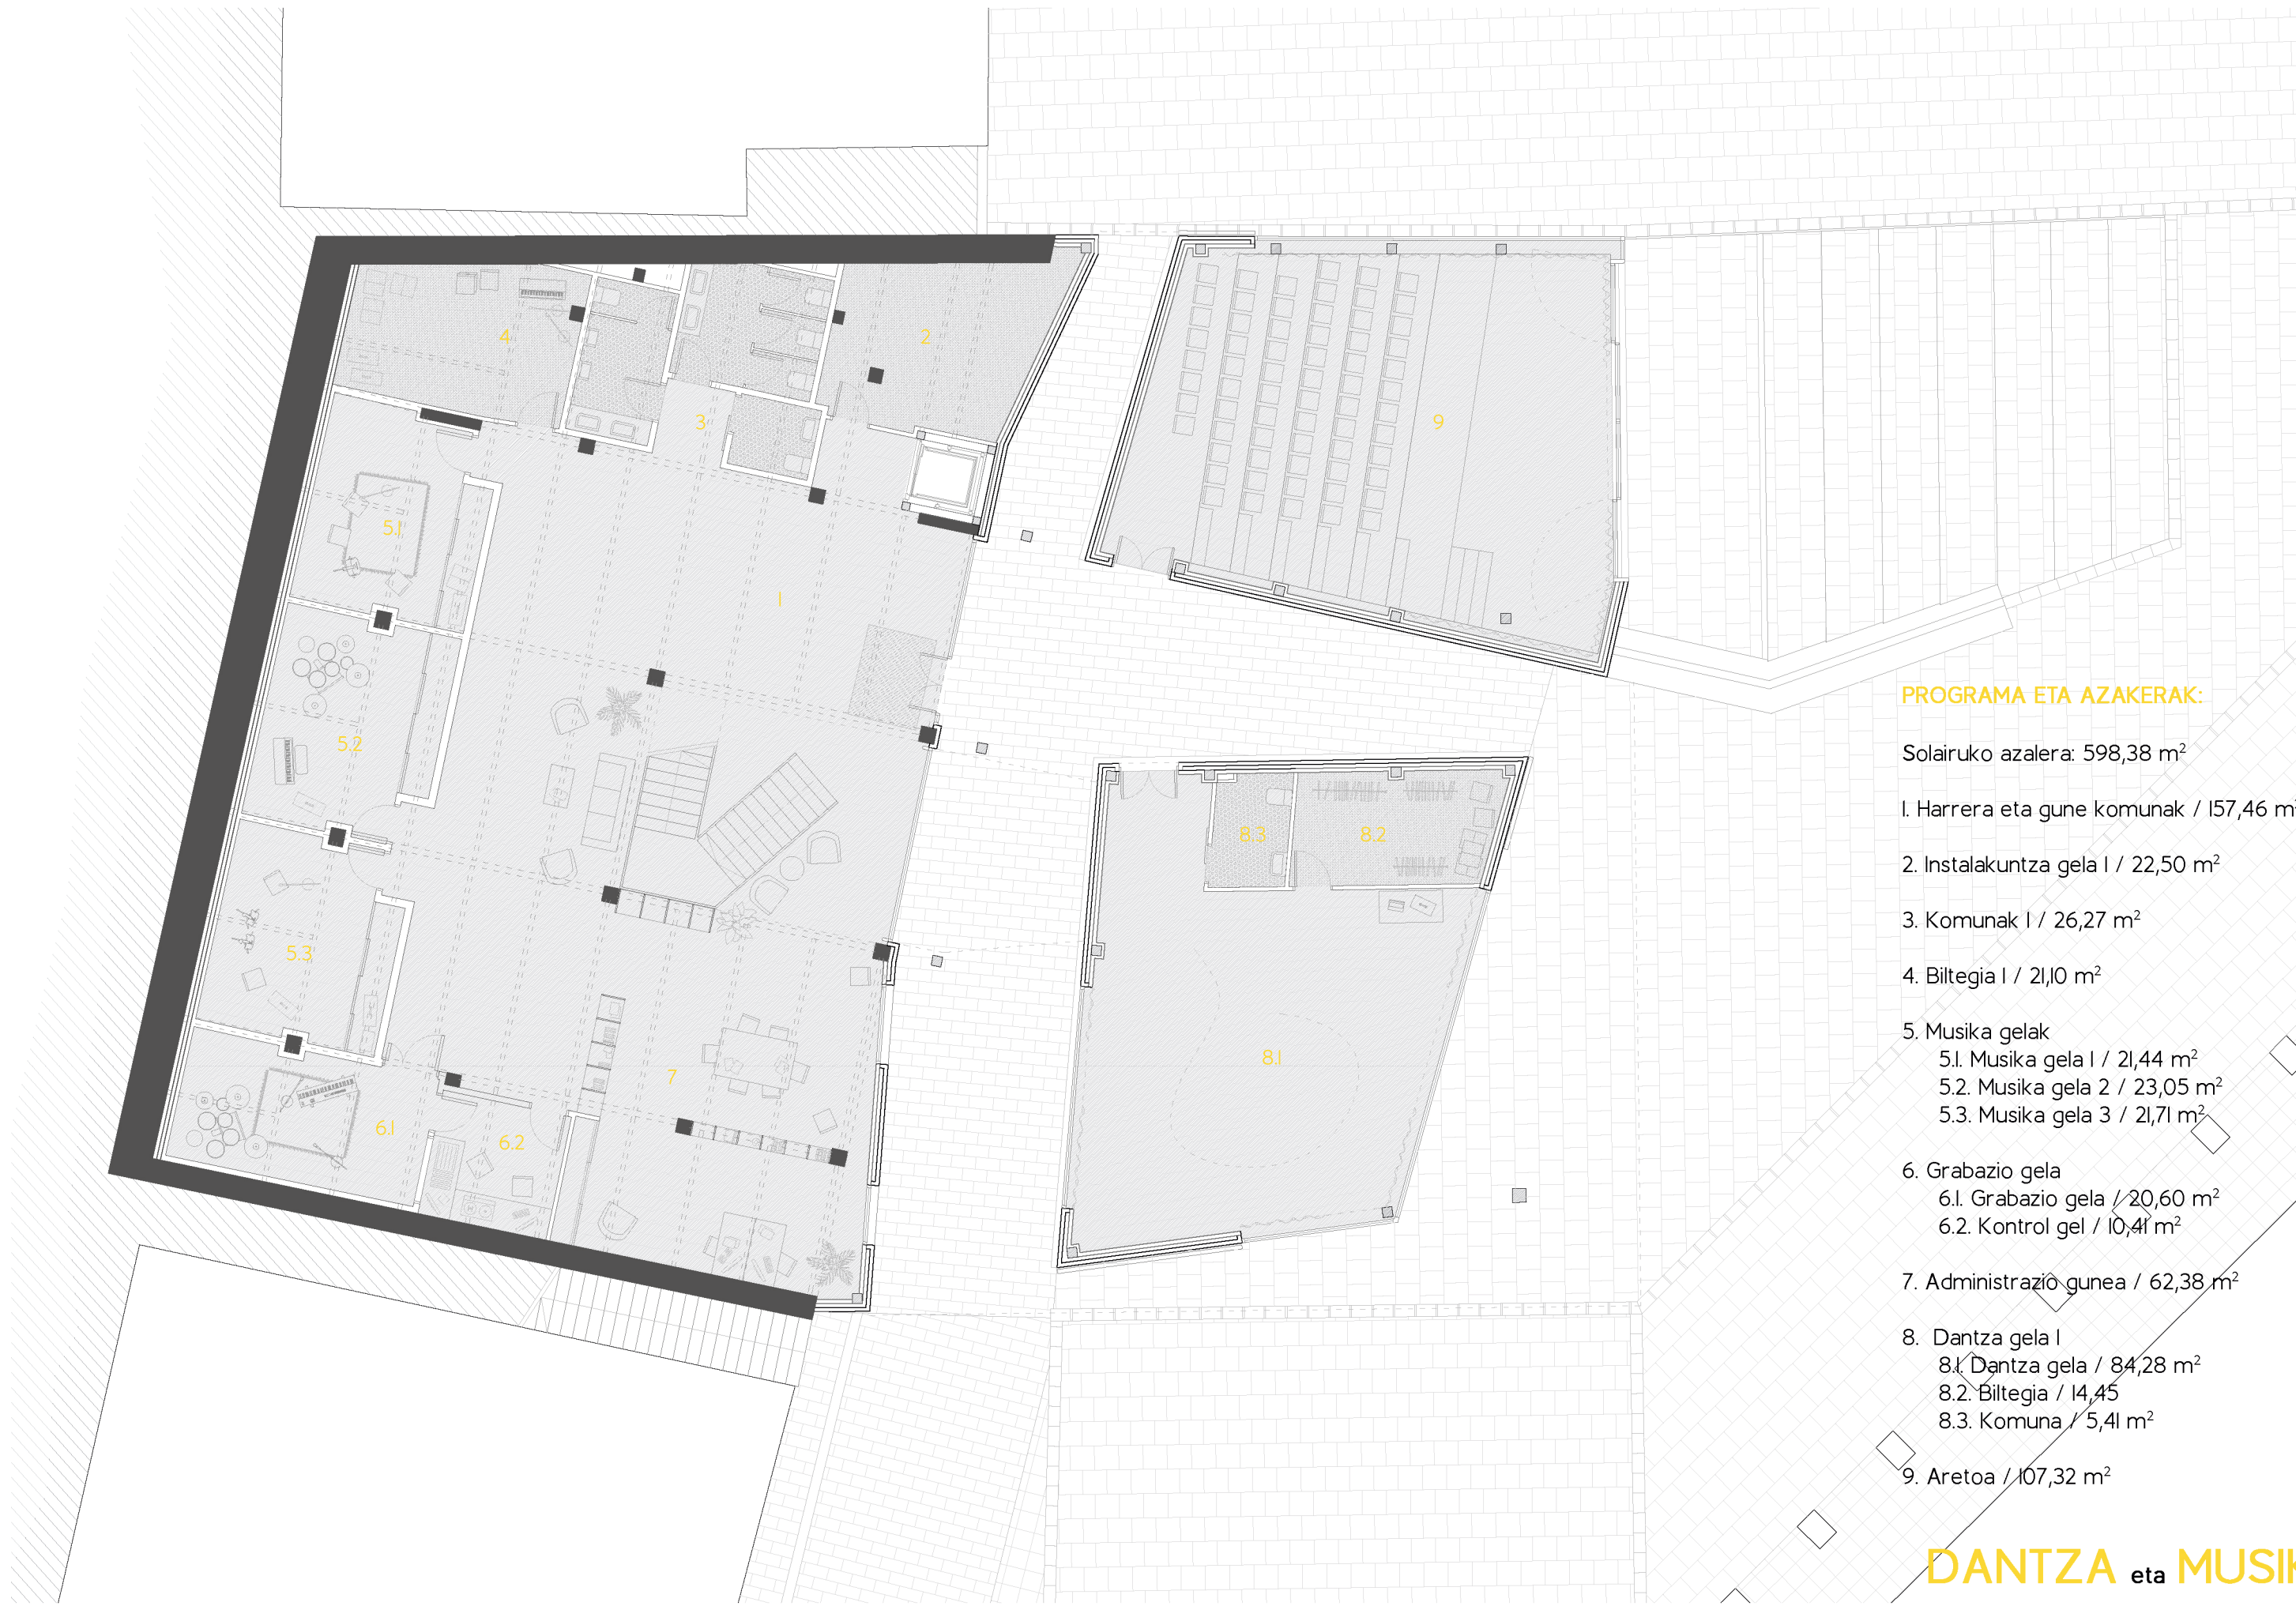 4
2
3
9
5.1
1
5.2
8.3
8.2
5.3
8.1
7
6.1
6.2
PROGRAMA ETA AZAKERAK:
Solairuko azalera: 598,38 m²
1. Harrera eta gune komunak / 157,46 m²
2. Instalakuntza gela 1 / 22,50 m²
3. Komunak 1 / 26,27 m²
4. Biltegia 1 / 21,10 m²
5. Musika gelak
5.1. Musika gela 1 / 21,44 m²
5.2. Musika gela 2 / 23,05 m²
5.3. Musika gela 3 / 21,71 m²
6. Grabazio gela
6.1. Grabazio gela / 20,60 m²
6.2. Kontrol gel / 10,41 m²
7. Administrazio gunea / 62,38 m²
8. Dantza gela 1
8.1. Dantza gela / 84,28 m²
8.2. Biltegia / 14,45
8.3. Komuna / 5,41 m²
9. Aretoa / 107,32 m²
DANTZA eta MUSIK